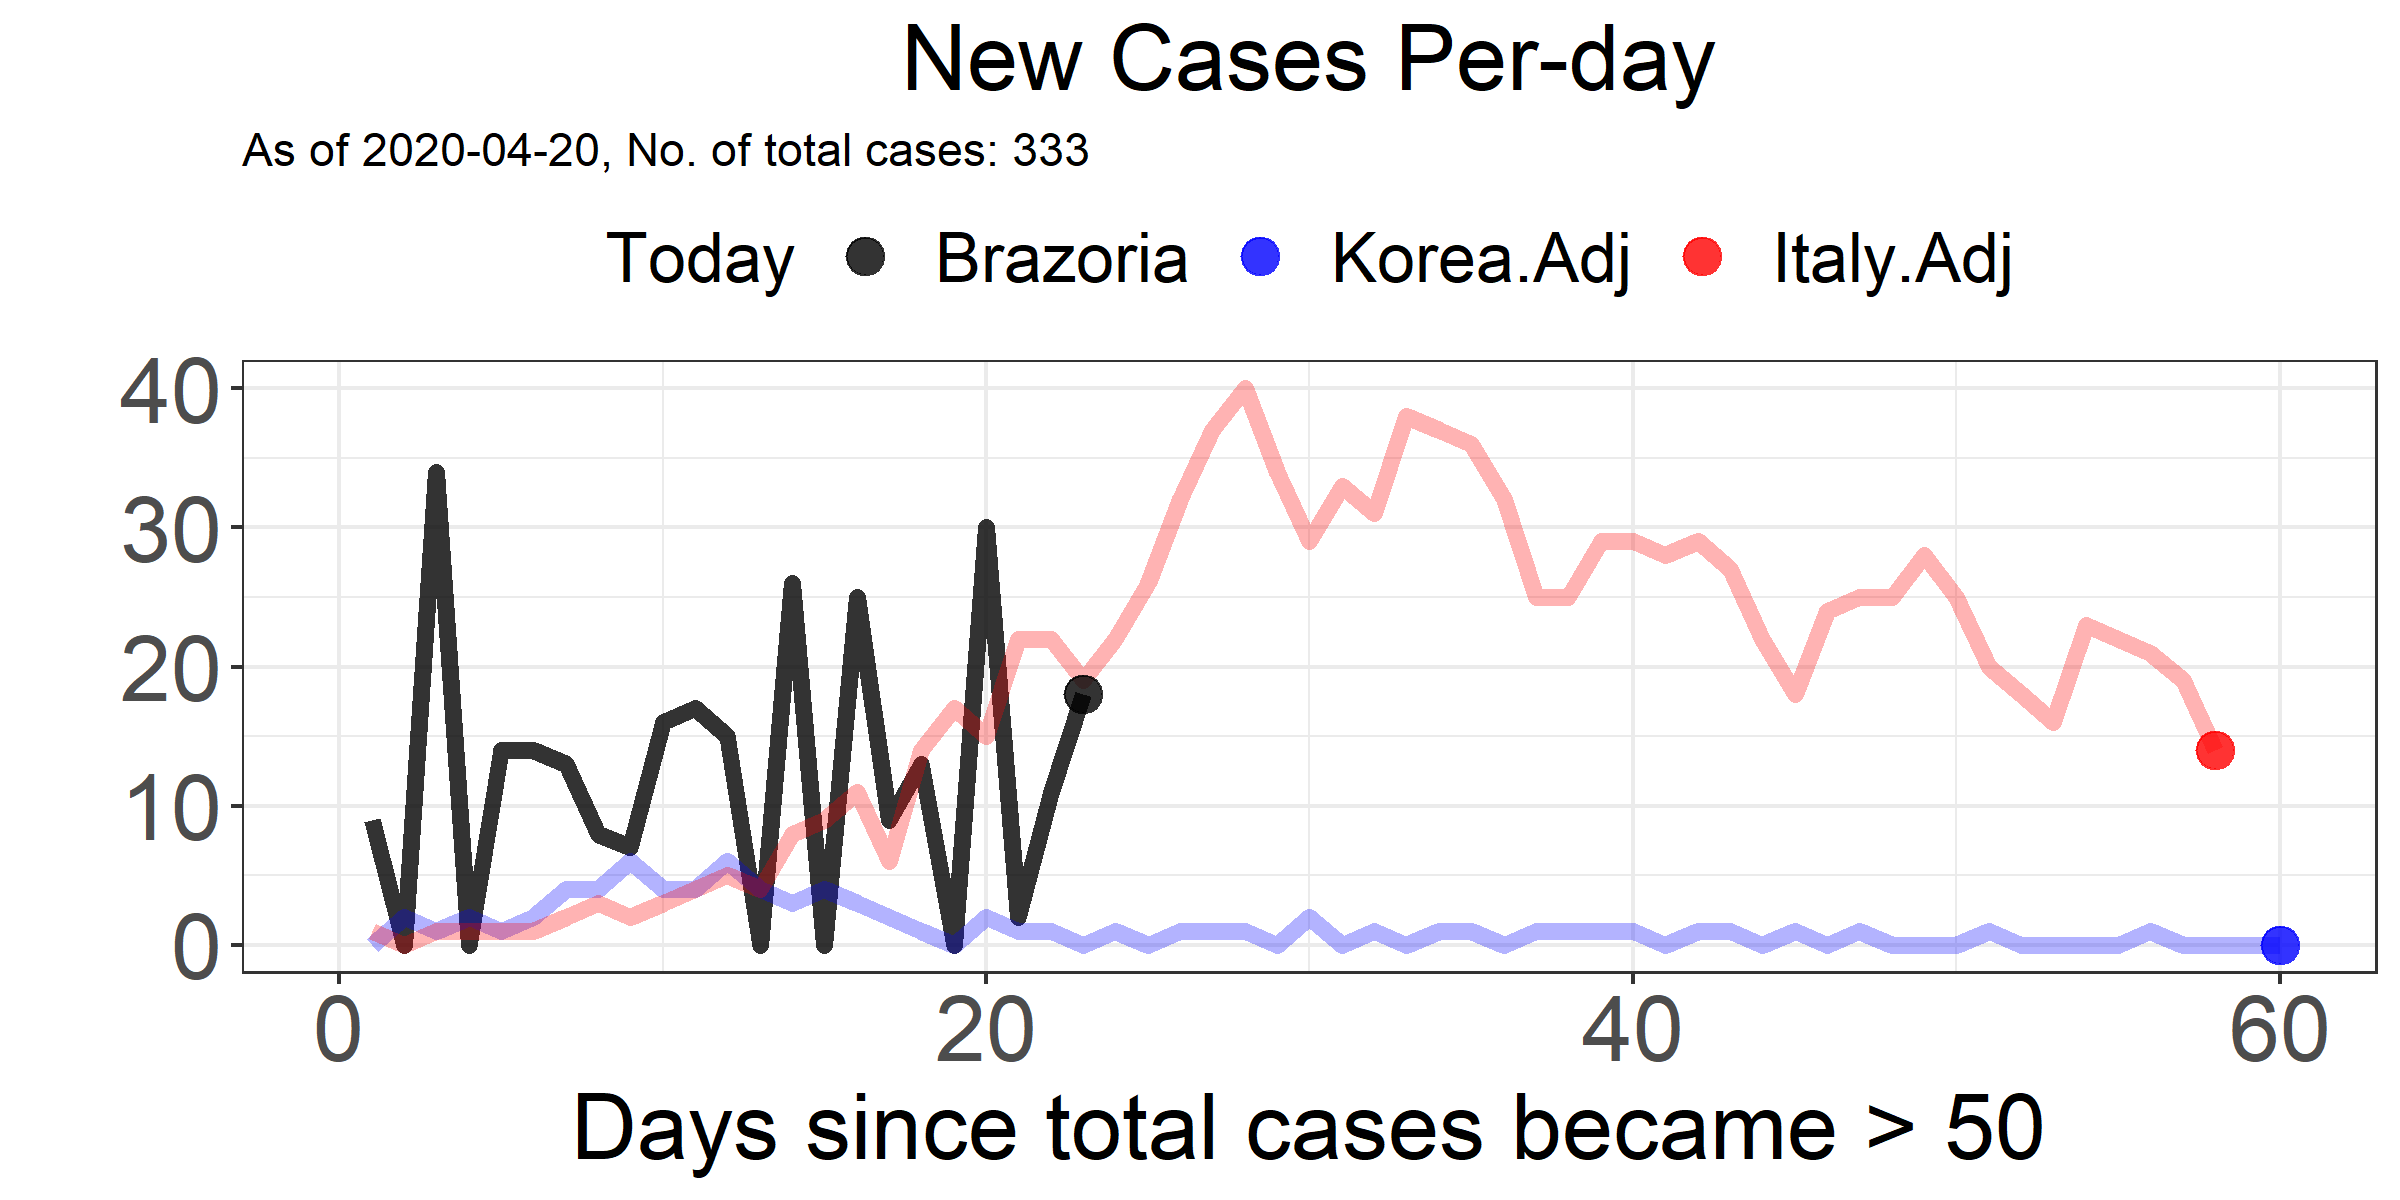 New Cases Per-day
As of 2020-04-20, No. of total cases: 333
Today Brazoria Korea.Adj Italy.Adj
40
30
20
10
0
0 20 40 60
Days since total cases became > 50